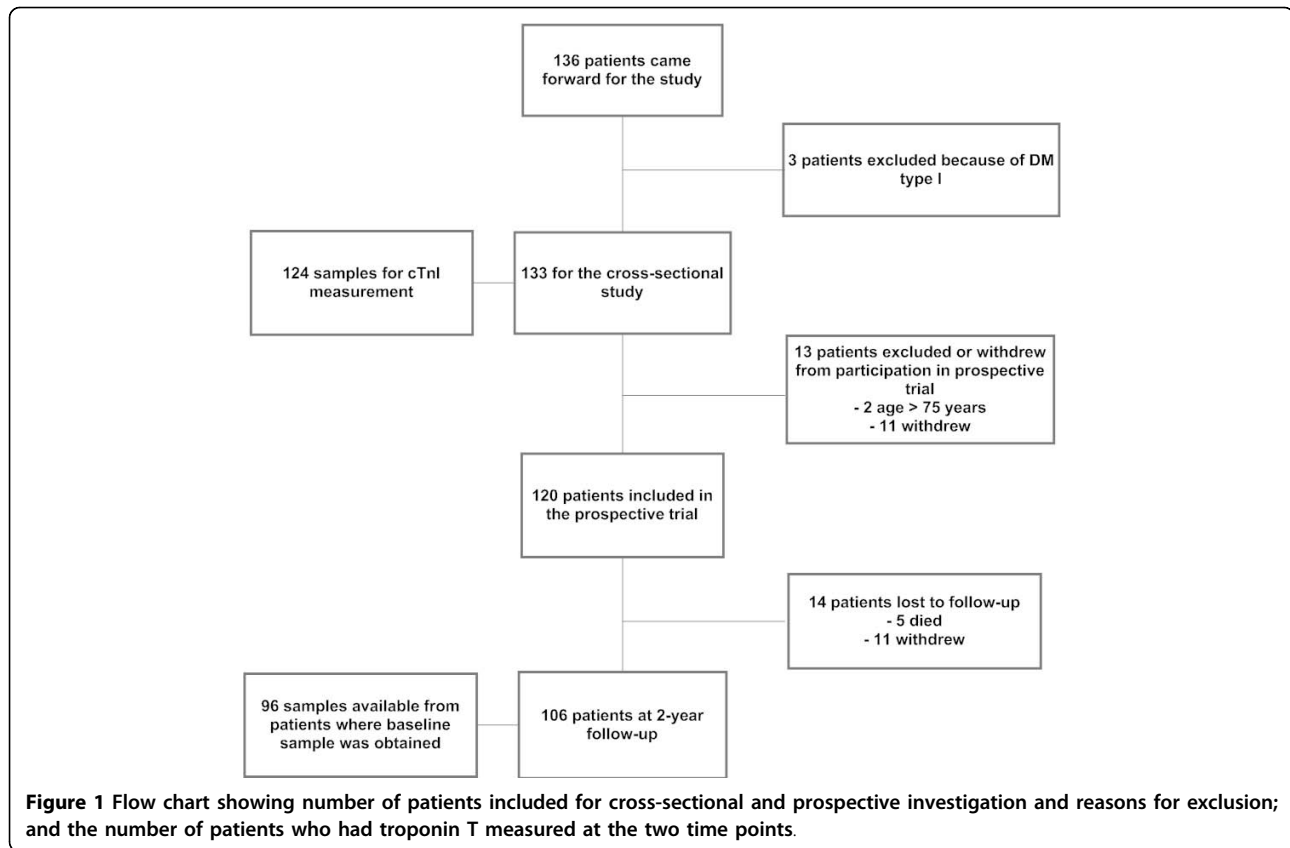 136 patients came
forward for the study
3 patients excluded because of DM
type I
124 samples for cTnI
measurement
133 for the cross-sectional
study
13 patients excluded or withdrew
from participation in prospective
trial
- 2 age > 75 years
- 11 withdrew
120 patients included in
the prospective trial
14 patients lost to follow-up
- 5 died
- 11 withdrew
96 samples available from
patients where baseline
sample was obtained
106 patients at 2-year
follow-up
Figure 1 Flow chart showing number of patients included for cross-sectional and prospective investigation and reasons for exclusion;
and the number of patients who had troponin T measured at the two time points.